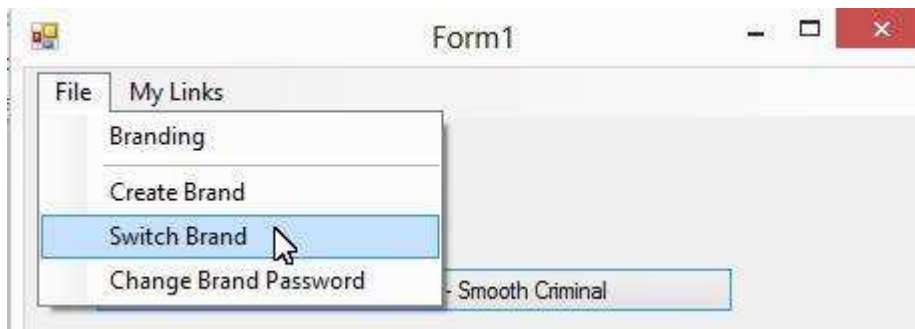 Form1
File My Links
Branding
Create Brand
Switch Brand
Change Brand Password
- Smooth Criminal